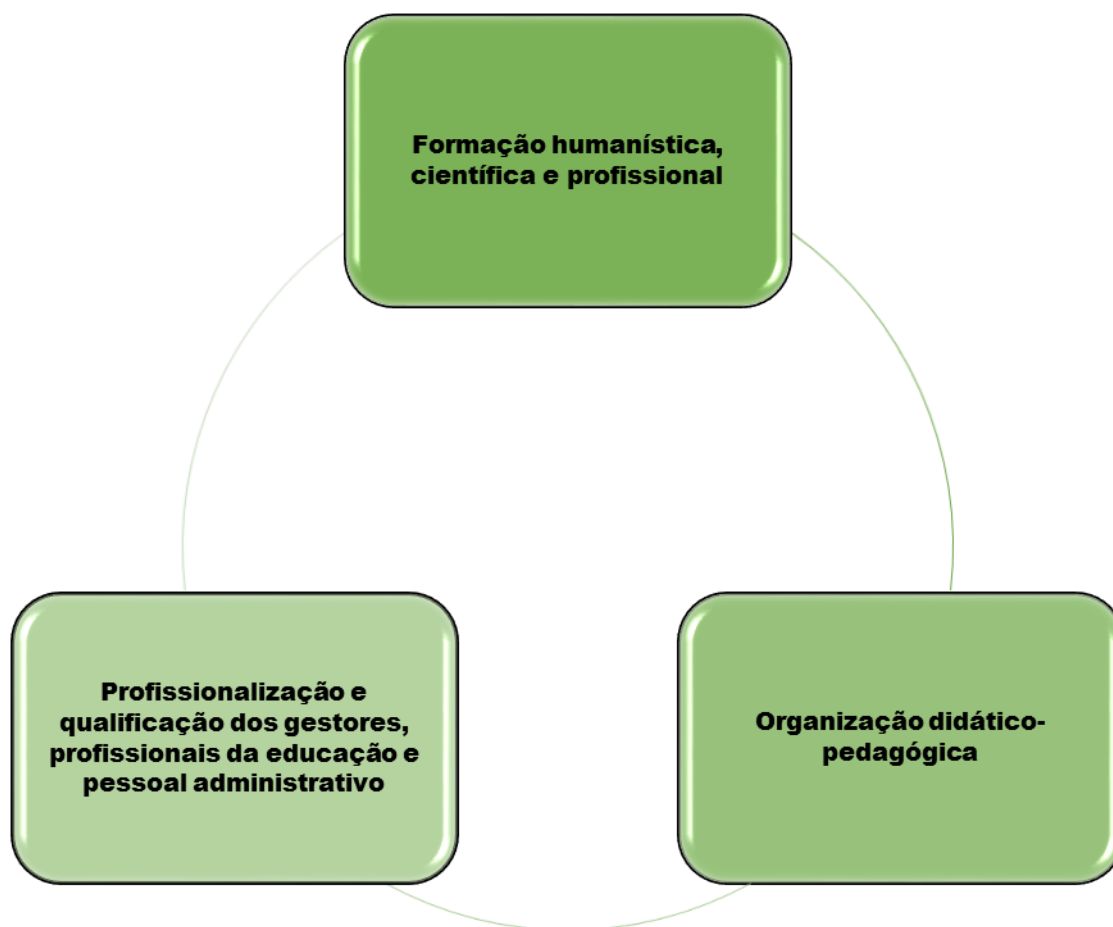 Formação humanística,
científica e profissional
Profissionalização e
qualificação dos gestores,
profissionais da educação e
pessoal administrativo
Organização didático-
pedagógica